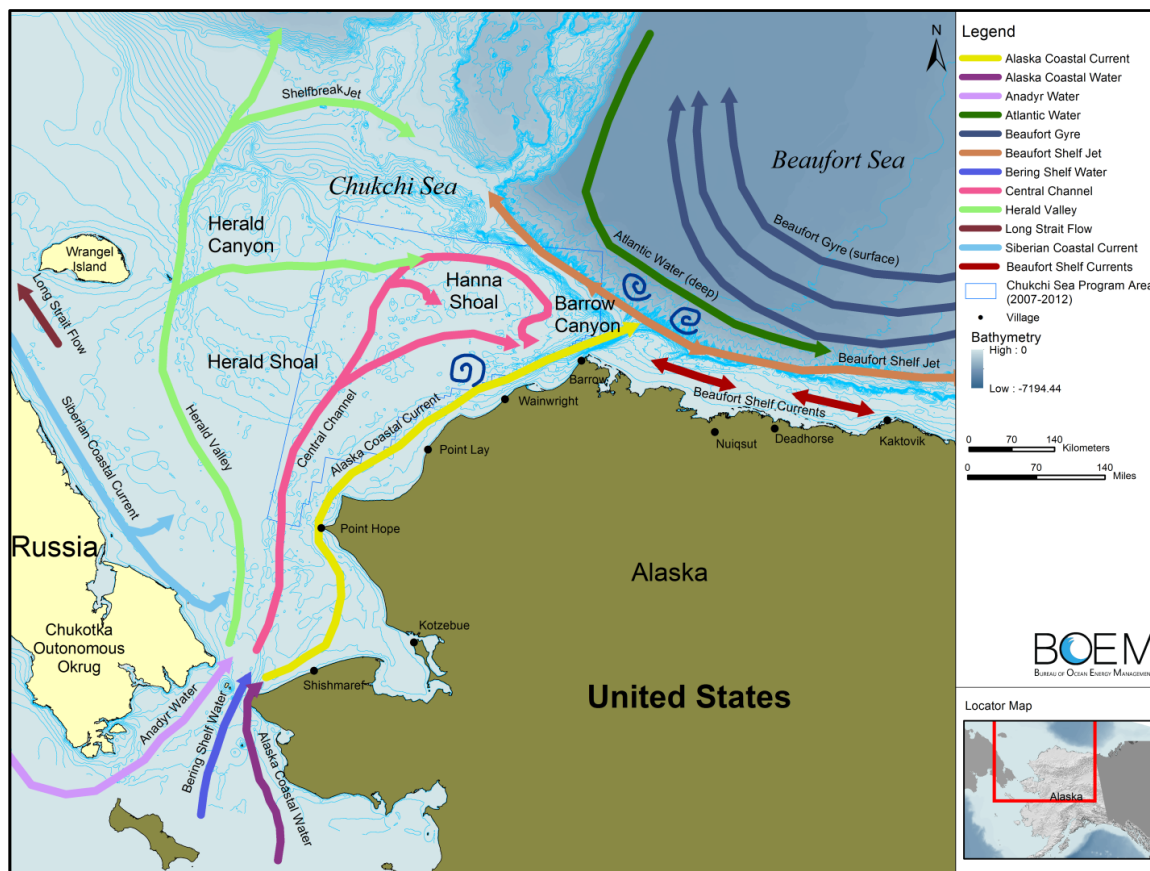 Shelfbreak Jet
Beaufort Sea
Chukchi Sea
Herald
Canyon
Wrangel
Island
Atlantic Water (deep)
Beaufort Gyre (surface)
Long Strait Flow
Hanna
Shoal
Barrow
Canyon
Herald Shoal
Beaufort Shelf Jet
Barrow
Beaufort Shelf Currents
Wainwright
Siberian Coastal Current
Herald Valley
Central Channel
Alaska Coastal Current
Point Lay
Nuiqsut
Deadhorse
Kaktovik
Point Hope
Russia
Alaska
Chukotka
Outonomous
Okrug
Kotzebue
Shishmaref
United States
Anadyr Water
Bering Shelf Water
Alaska Coastal Water
N
Legend
Alaska Coastal Current
Alaska Coastal Water
Anadyr Water
Atlantic Water
Beaufort Gyre
Beaufort Shelf Jet
Bering Shelf Water
Central Channel
Herald Valley
Long Strait Flow
Siberian Coastal Current
Beaufort Shelf Currents
Chukchi Sea Program Area
(2007-2012)
Village
Bathymetry
High : 0
Low : -7194.44
0 70 140
Kilometers
0 70 140
Miles
BOEM
BUREAU OF OCEAN ENERGY MANAGEMENT
Locator Map
Alaska